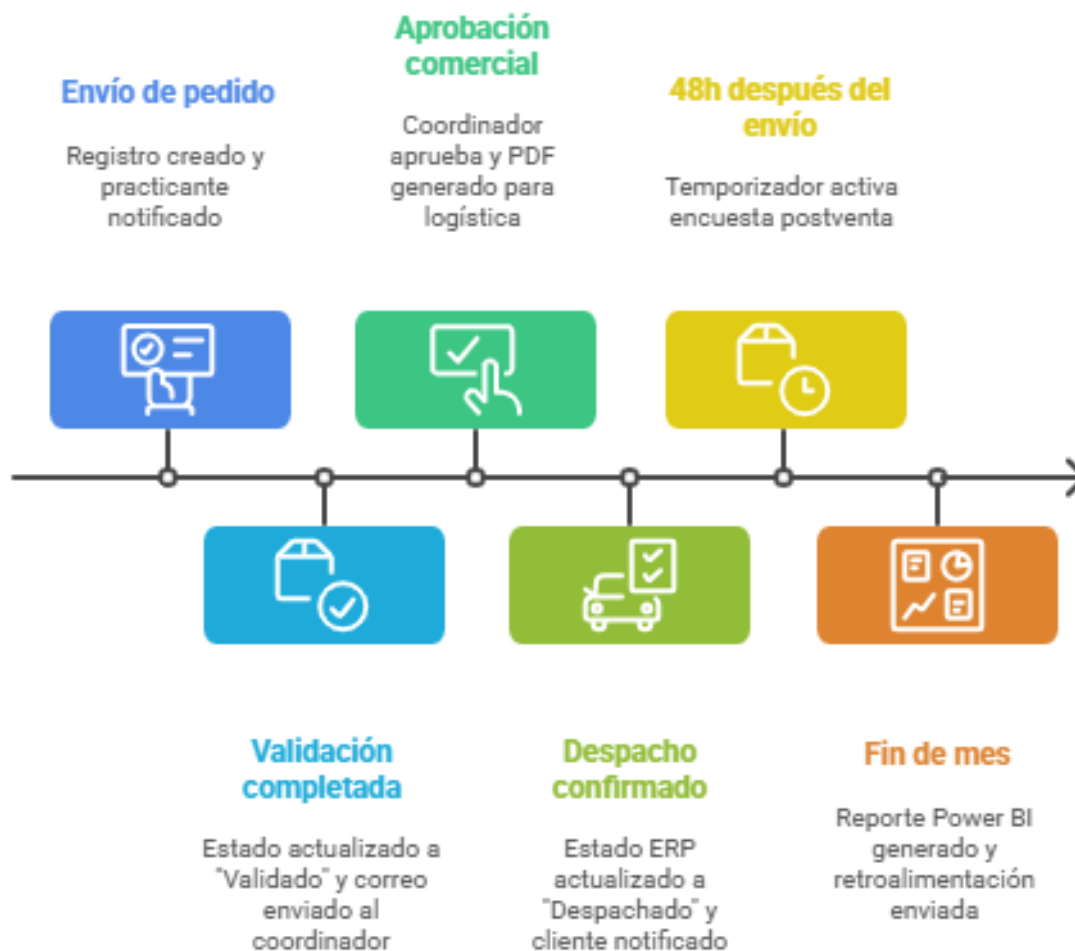 Envío de pedido
Registro creado y
practicante
notificado
Aprobación
comercial
Coordinador
aprueba y PDF
generado para
logística
48h después del
envío
Temporizador activa
encuesta postventa
Validación
completada
Estado actualizado a
"Validado" y correo
enviado al
coordinador
Despacho
confirmado
Estado ERP
actualizado a
"Despachado" y
cliente notificado
Fin de mes
Reporte Power BI
generado y
retroalimentación
enviada